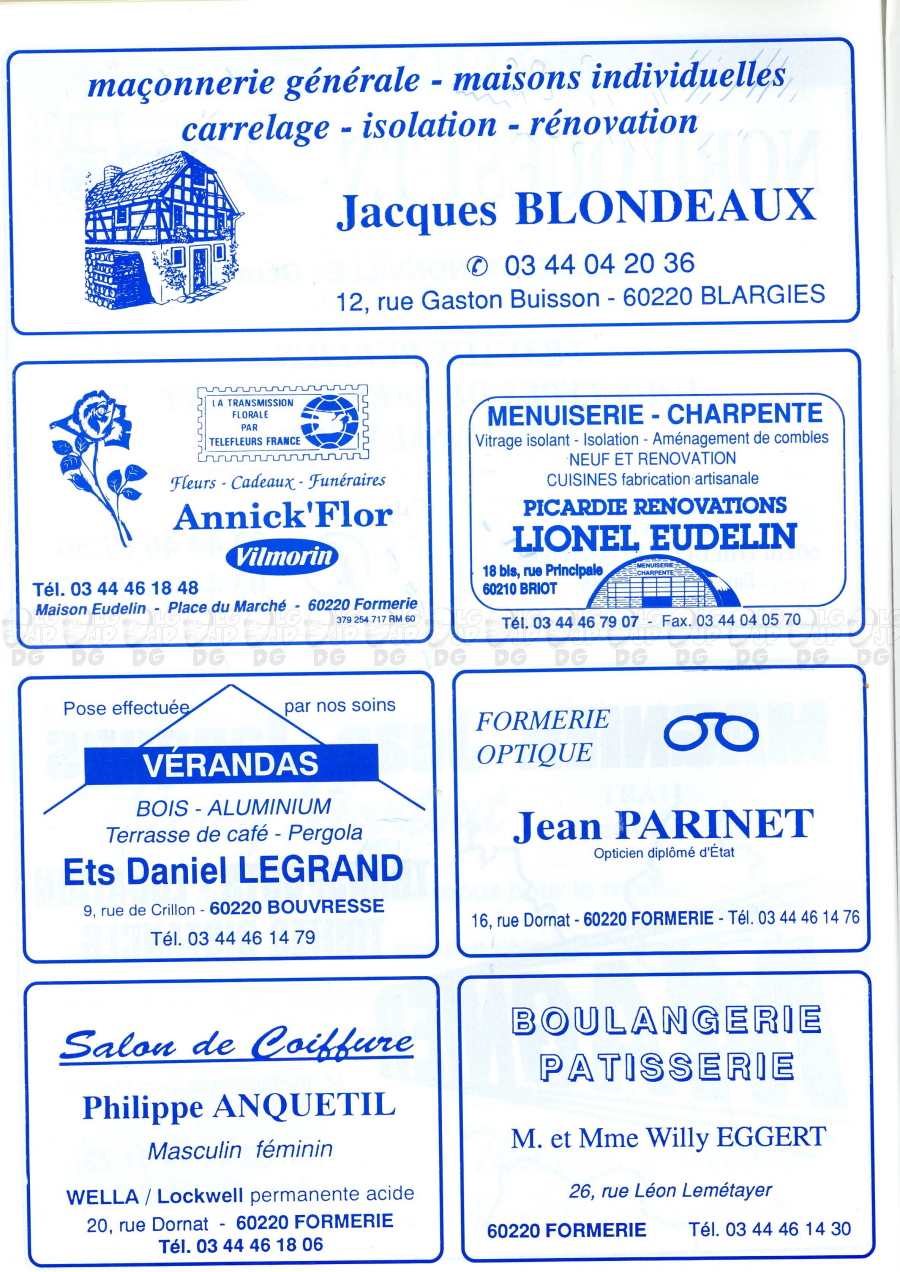 maçonnerie générale - maisons individuelles
carrelage - isolation - rénovation
Jacques BLONDEAUX
✆ 03 44 04 20 36
12, rue Gaston Buisson - 60220 BLARGIES
LA TRANSMISSION
FLORALE
PAR
TELEFLEURS FRANCE
Fleurs - Cadeaux - Funéraires
Annick'Flor
Vilmorin
Tél. 03 44 46 18 48
Maison Eudelin - Place du Marché - 60220 Formerie
379 254 717 RM 60
MENUISERIE - CHARPENTE
Vitrage isolant - Isolation - Aménagement de combles
NEUF ET RENOVATION
CUISINES fabrication artisanale
PICARDIE RENOVATIONS
LIONEL EUDELIN
18 bis, rue Principale
60210 BRIOT
MENUISERIE
CHARPENTE
Tél. 03 44 46 79 07 - Fax. 03 44 04 05 70
Pose effectuée par nos soins
VÉRANDAS
BOIS - ALUMINIUM
Terrasse de café - Pergola
Ets Daniel LEGRAND
9, rue de Crillon - 60220 BOUVRESSE
Tél. 03 44 46 14 79
FORMERIE
OPTIQUE
Jean PARINET
Opticien diplômé d'État
16, rue Dornat - 60220 FORMERIE - Tél. 03 44 46 14 76
Salon de Coiffure
Philippe ANQUETIL
Masculin féminin
WELLA / Lockwell permanente acide
20, rue Dornat - 60220 FORMERIE
Tél. 03 44 46 18 06
BOULANGERIE
PATISSERIE
M. et Mme Willy EGGERT
26, rue Léon Lemétayer
60220 FORMERIE Tél. 03 44 46 14 30